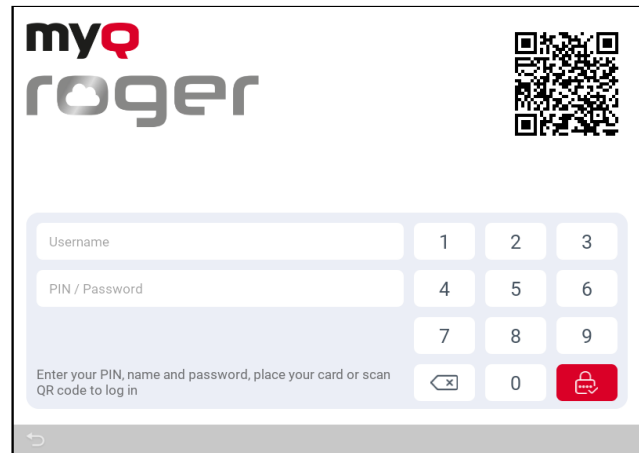 myQ
roger
Username
1
2
3
PIN / Password
4
5
6
7
8
9
Enter your PIN, name and password, place your card or scan
QR code to log in
0